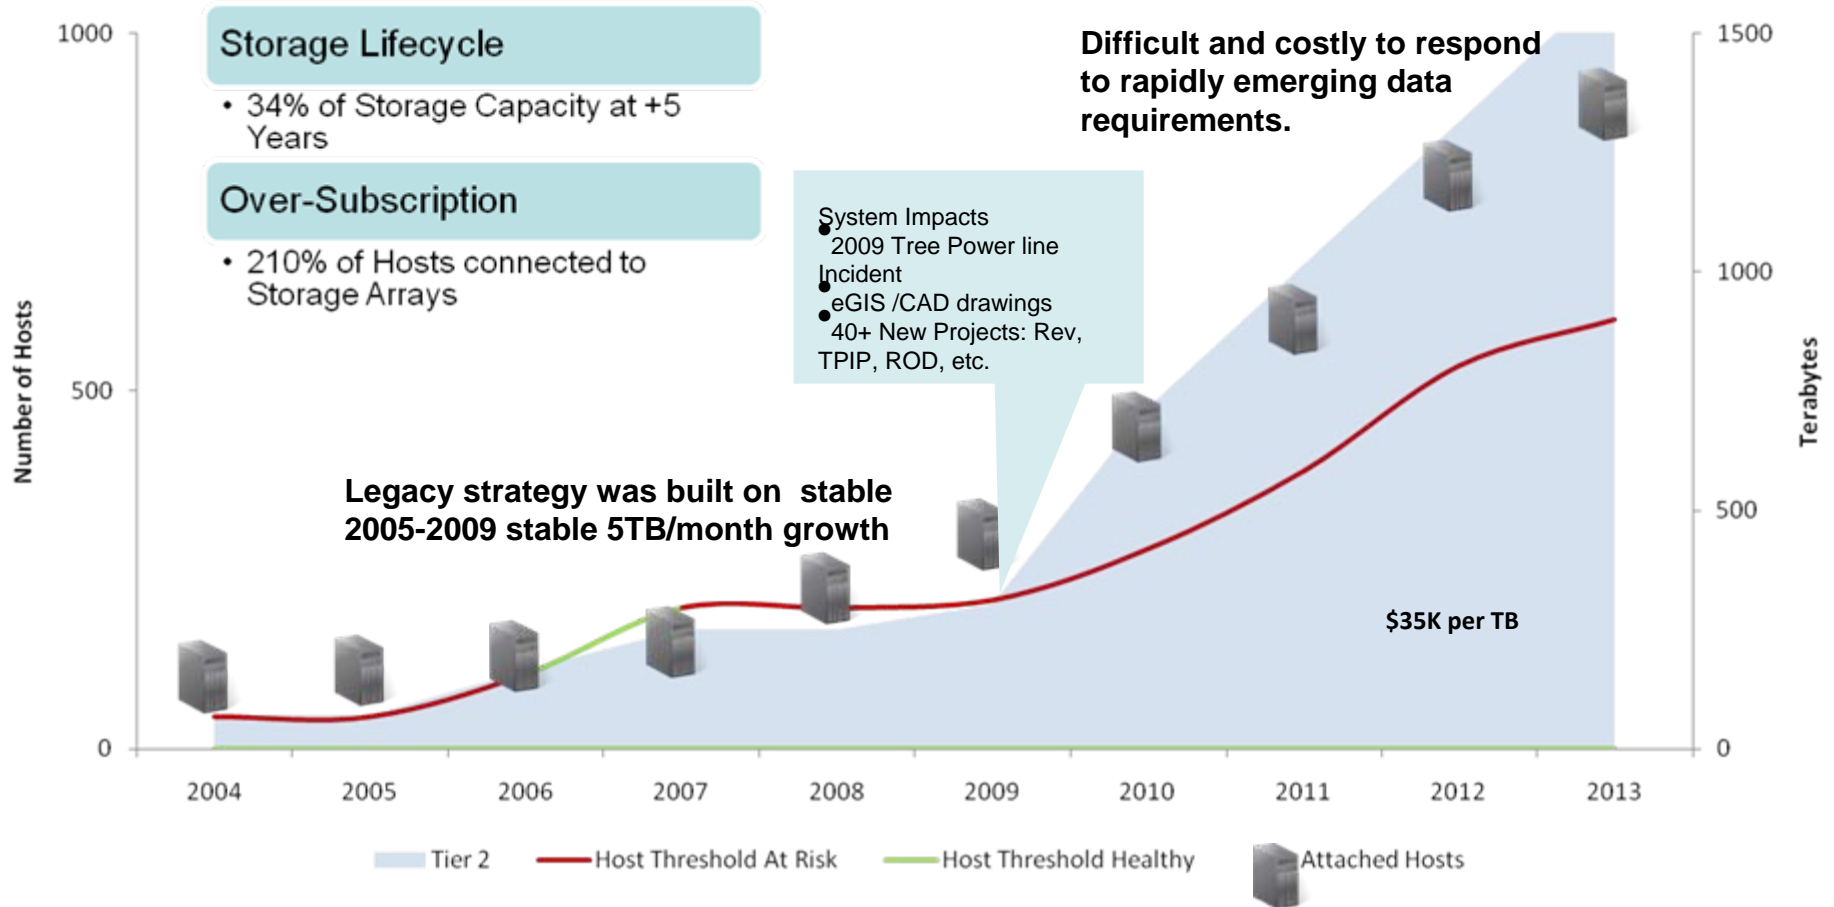 Storage Lifecycle
• 34% of Storage Capacity at +5
Years
Over-Subscription
• 210% of Hosts connected to
Storage Arrays
Difficult and costly to respond
to rapidly emerging data
requirements.
System Impacts
• 2009 Tree Power line
Incident
• eGIS /CAD drawings
• 40+ New Projects: Rev,
TPIP, ROD, etc.
Legacy strategy was built on  stable
2005-2009 stable 5TB/month growth
$35K per TB
Number of Hosts
1000
500
0
Terabytes
1500
1000
500
0
2004 2005 2006 2007 2008 2009 2010 2011 2012 2013
Tier 2 Host Threshold At Risk Host Threshold Healthy Attached Hosts